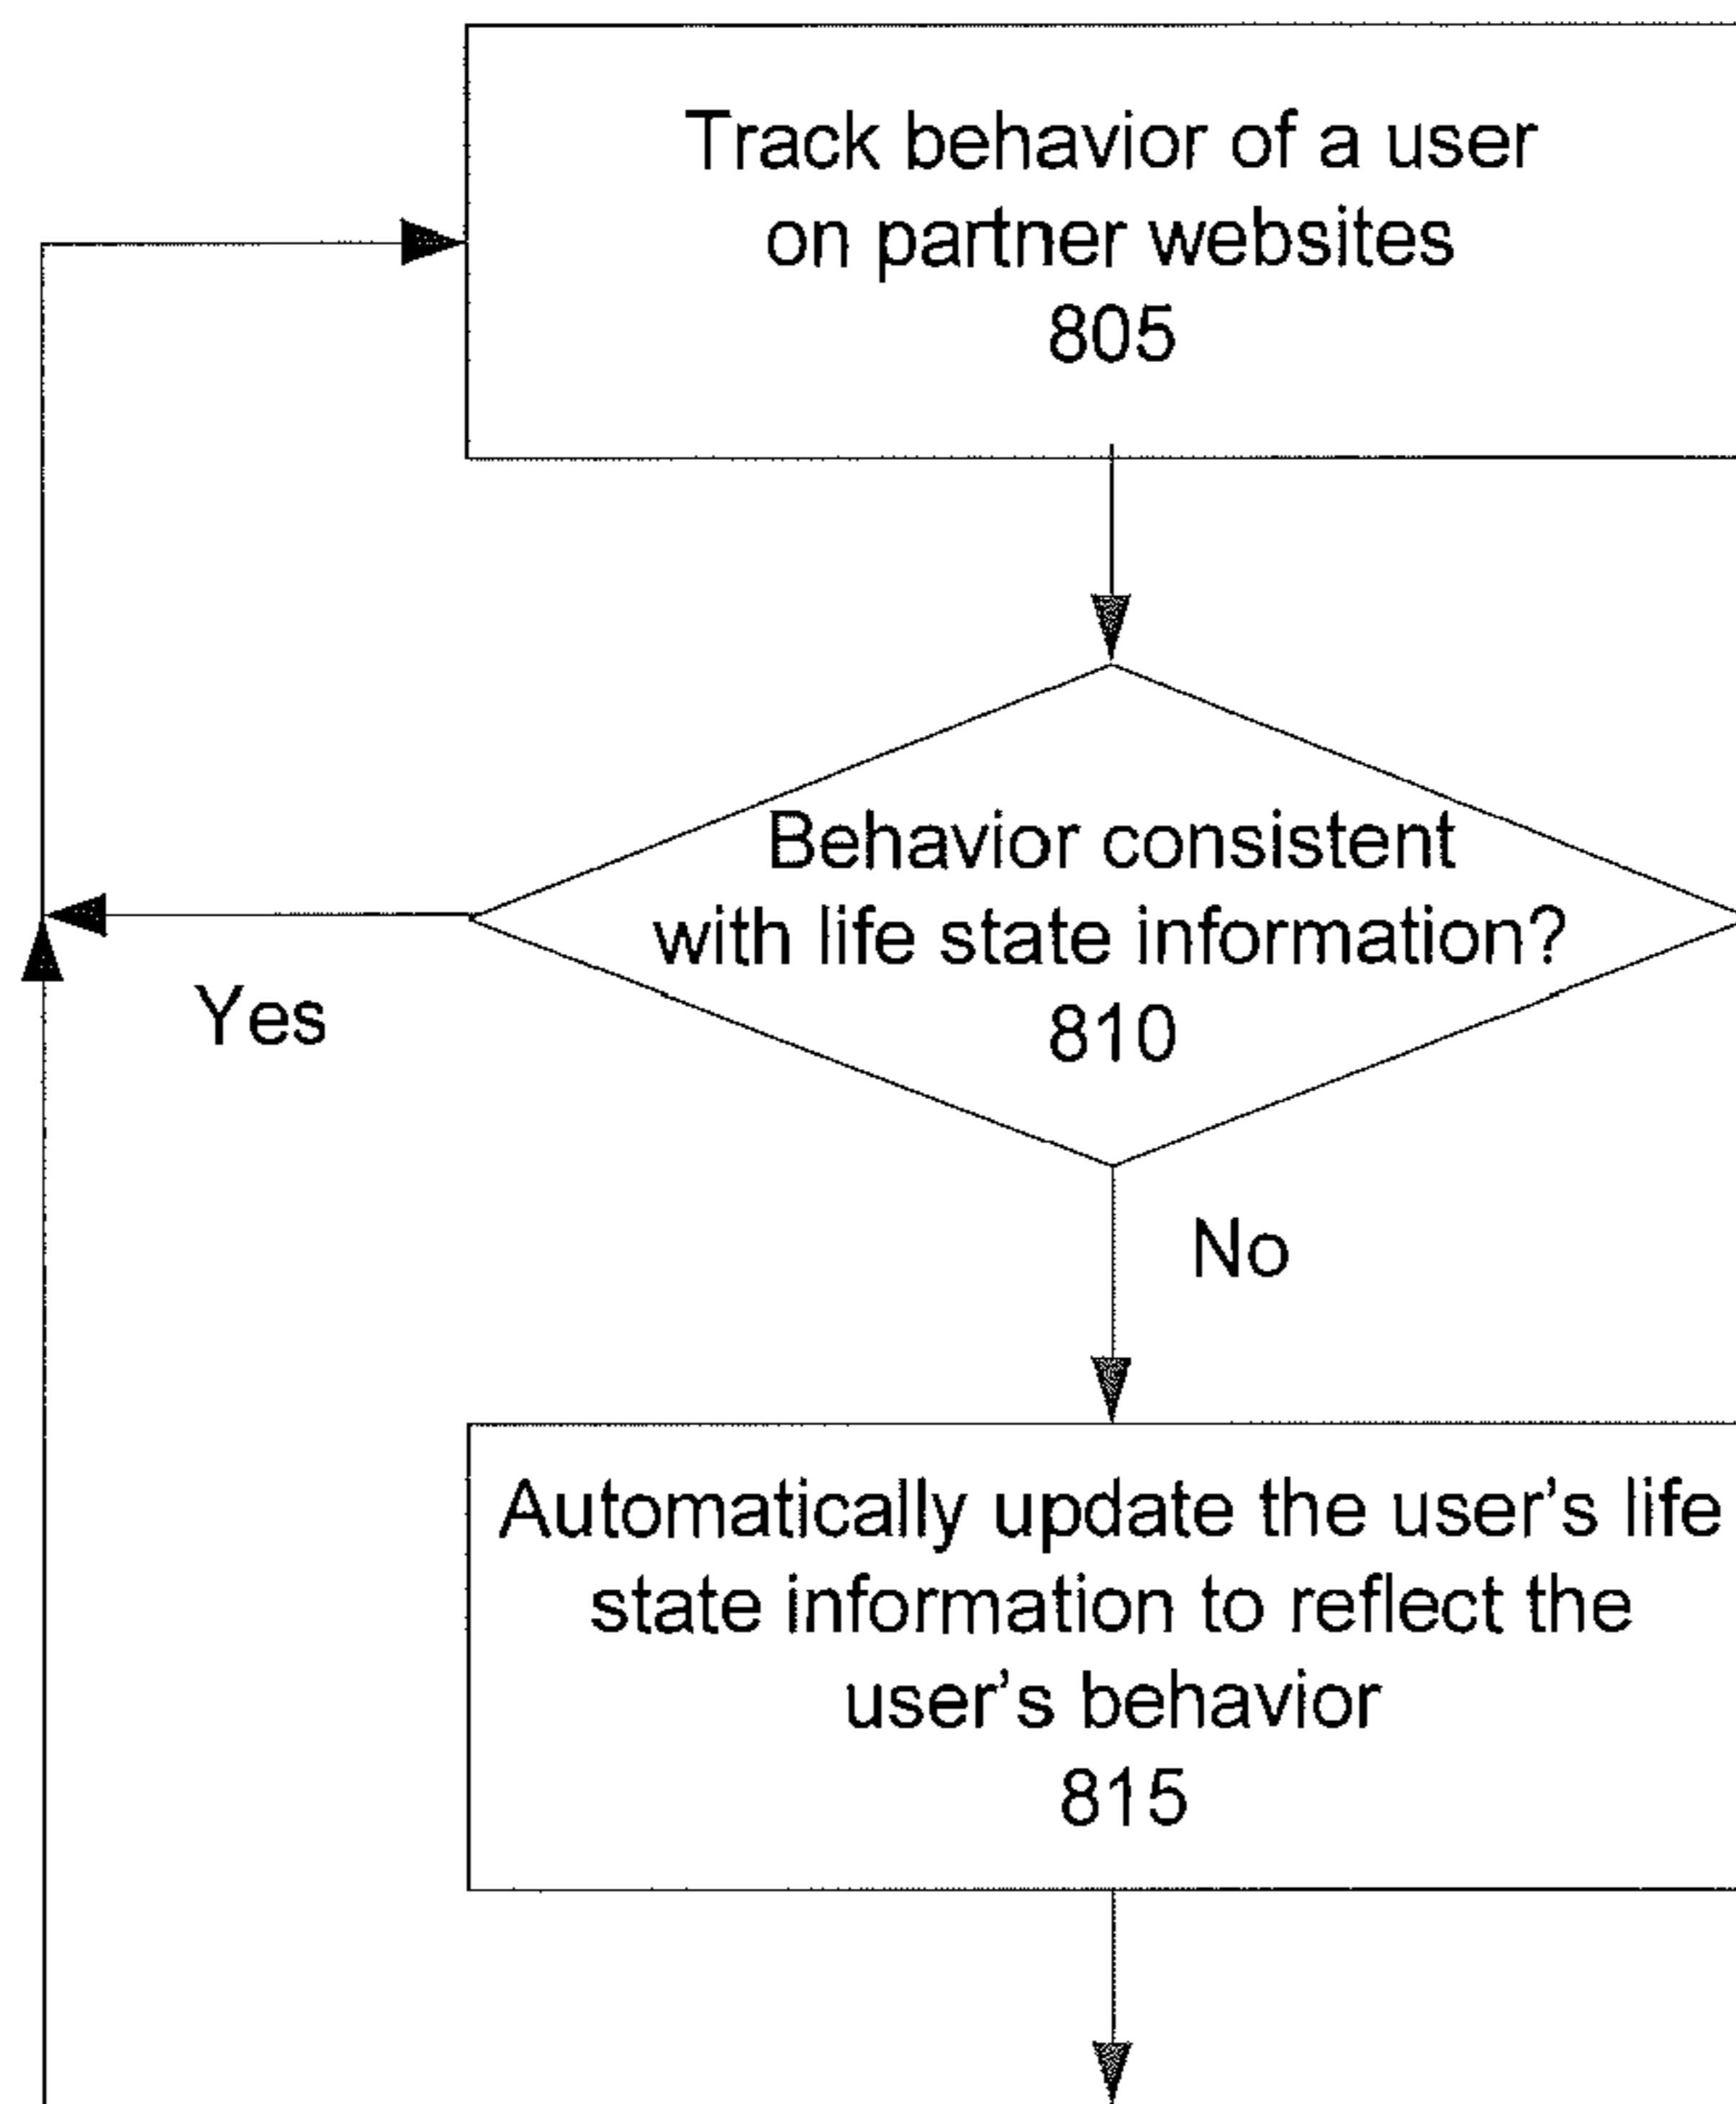 Track behavior of a user
on partner websites
805
Behavior consistent
with life state information?
810
Yes
No
Automatically update the user's life
state information to reflect the
user's behavior
815